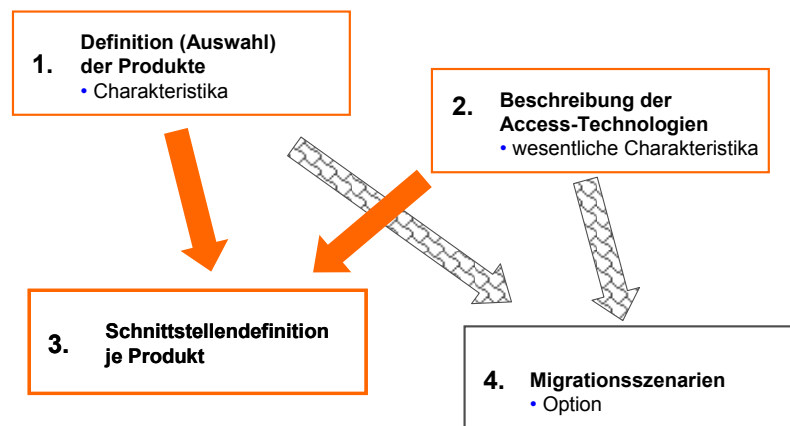 1.
Definition (Auswahl)
der Produkte
• Charakteristika
2.
Beschreibung der
Access-Technologien
• wesentliche Charakteristika
3.
Schnittstellendefinition
je Produkt
4.
Migrationsszenarien
• Option